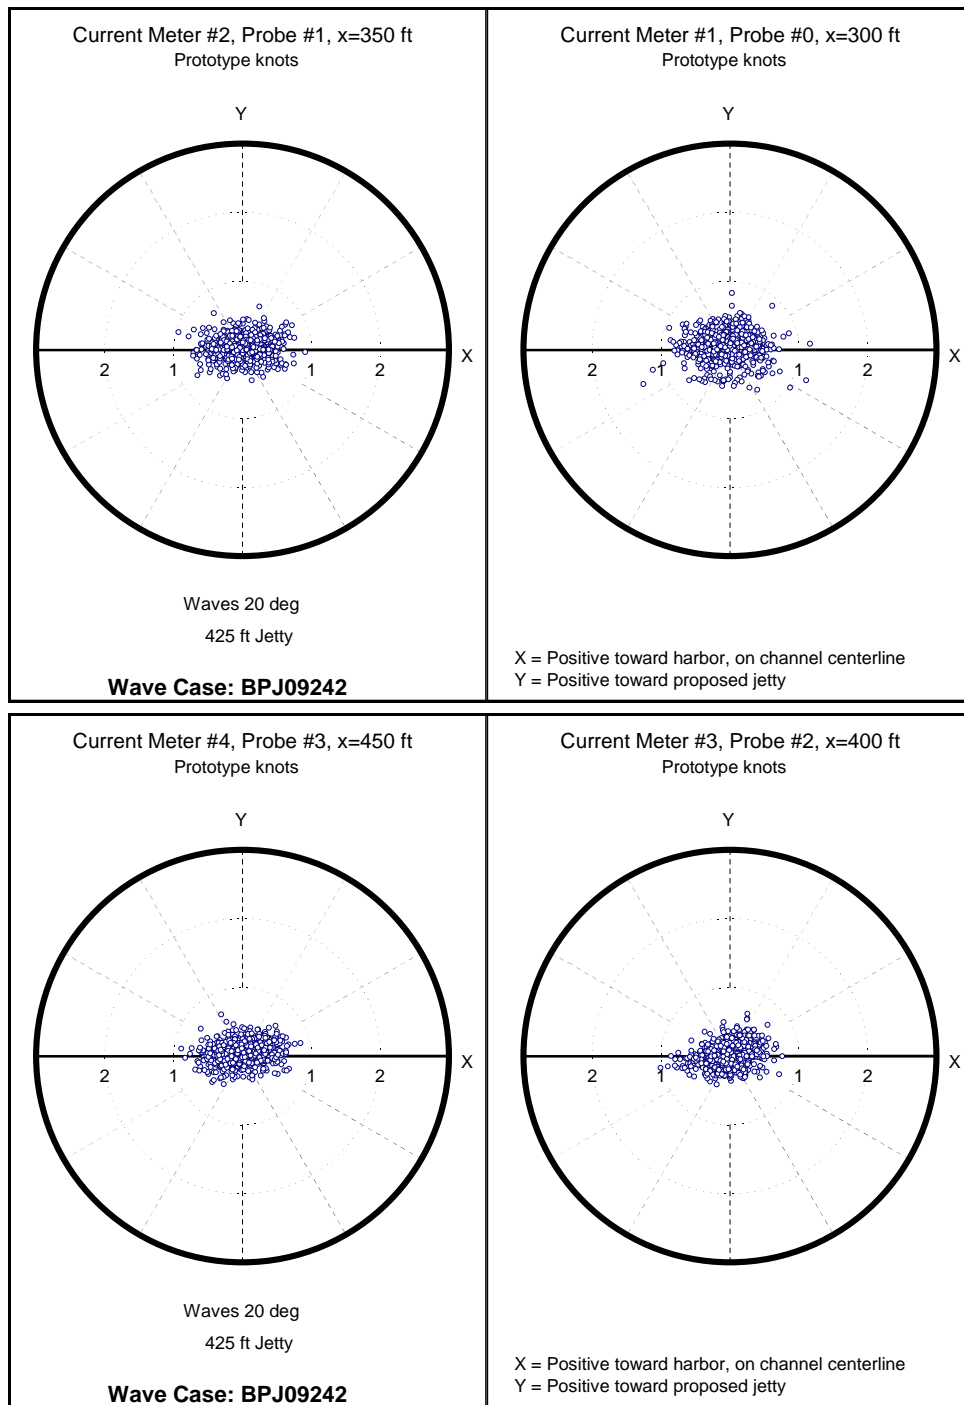 Current Meter #2, Probe #1, x=350 ft
Prototype knots
Y
X
2 1 1 2
Waves 20 deg
425 ft Jetty
Wave Case: BPJ09242
Current Meter #1, Probe #0, x=300 ft
Prototype knots
Y
X
2 1 1 2
X = Positive toward harbor, on channel centerline
Y = Positive toward proposed jetty
Current Meter #4, Probe #3, x=450 ft
Prototype knots
Y
X
2 1 1 2
Waves 20 deg
425 ft Jetty
Wave Case: BPJ09242
Current Meter #3, Probe #2, x=400 ft
Prototype knots
Y
X
2 1 1 2
X = Positive toward harbor, on channel centerline
Y = Positive toward proposed jetty